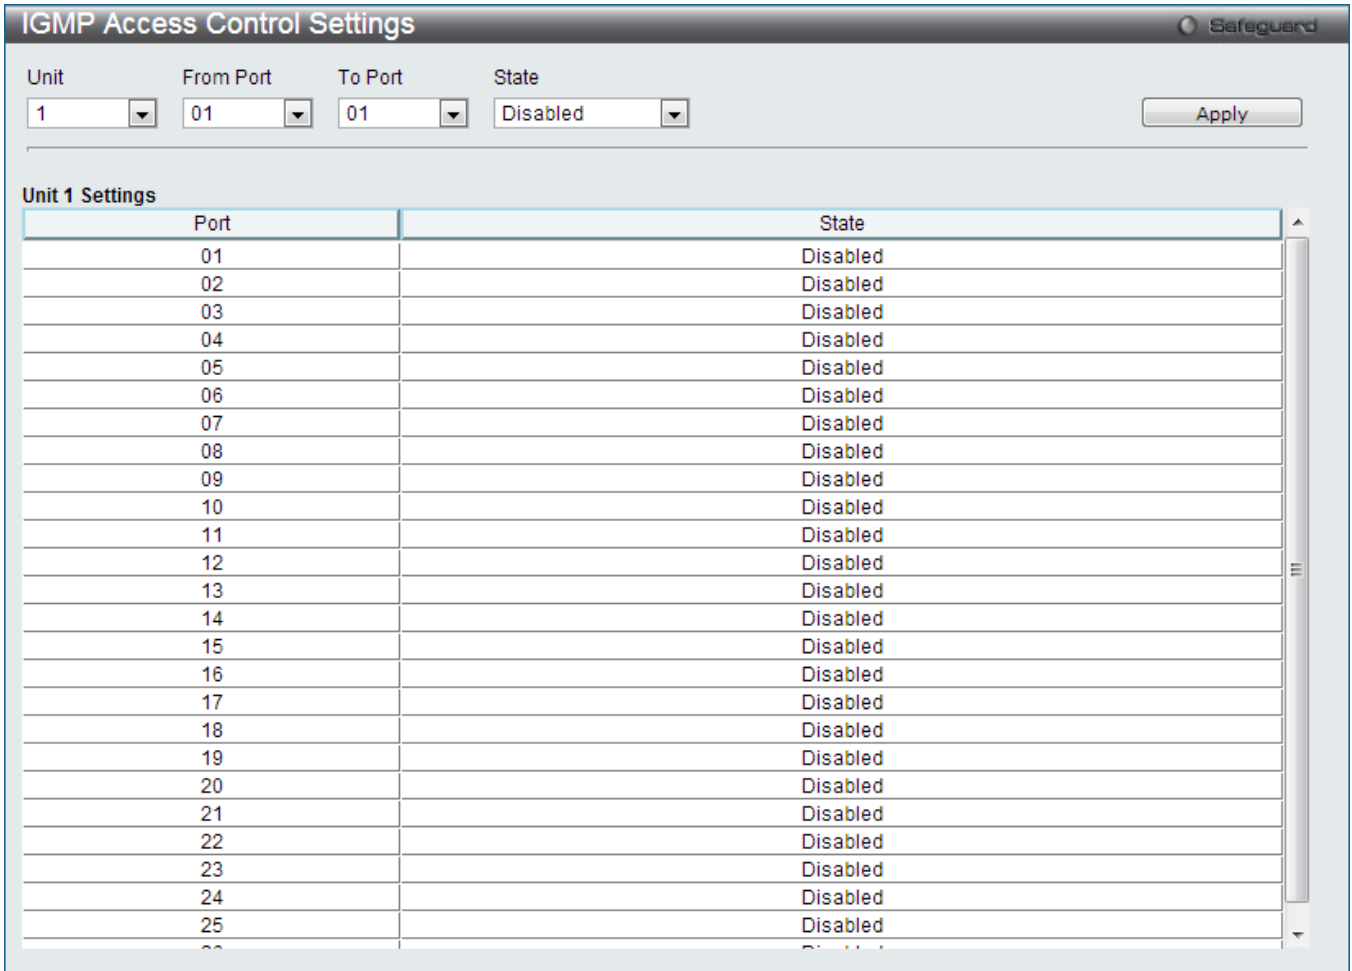 IGMP Access Control Settings
Safeguard
Unit From Port To Port State
1 01 01 Disabled Apply
Unit 1 Settings
Port State
01 Disabled
02 Disabled
03 Disabled
04 Disabled
05 Disabled
06 Disabled
07 Disabled
08 Disabled
09 Disabled
10 Disabled
11 Disabled
12 Disabled
13 Disabled
14 Disabled
15 Disabled
16 Disabled
17 Disabled
18 Disabled
19 Disabled
20 Disabled
21 Disabled
22 Disabled
23 Disabled
24 Disabled
25 Disabled